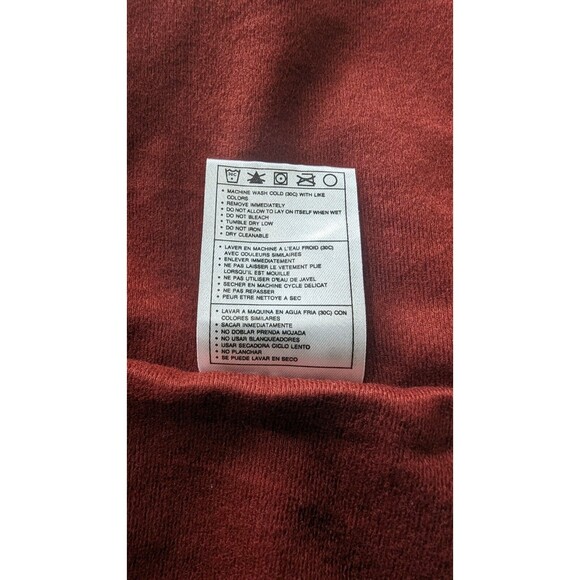 30C
• MACHINE WASH COLD (30C) WITH LIKE
COLORS
• REMOVE IMMEDIATELY
• DO NOT ALLOW TO LAY ON ITSELF WHEN WET
• DO NOT BLEACH
• TUMBLE DRY LOW
• DO NOT IRON
• DRY CLEANABLE
• LAVER EN MACHINE A L'EAU FROID (30C)
AVEC COULEURS SIMILAIRES
• ENLEVER IMMEDIATEMENT
• NE PAS LAISSER LE VETEMENT PLIE
LORSQU'IL EST MOUILLE
• NE PAS UTILISER D'EAU DE JAVEL
• SECHER EN MACHINE CYCLE DELICAT
• NE PAS REPASSER
• PEUR ETRE NETTOYE A SEC
• LAVAR A MAQUINA EN AGUA FRIA (30C) CON
COLORES SIMILARES
• SACAR INMEDIATAMENTE
• NO DOBLAR PRENDA MOJADA
• NO USAR BLANQUEADORES
• USAR SECADORA CICLO LENTO
• NO PLANCHAR
• SE PUEDE LAVAR EN SECO